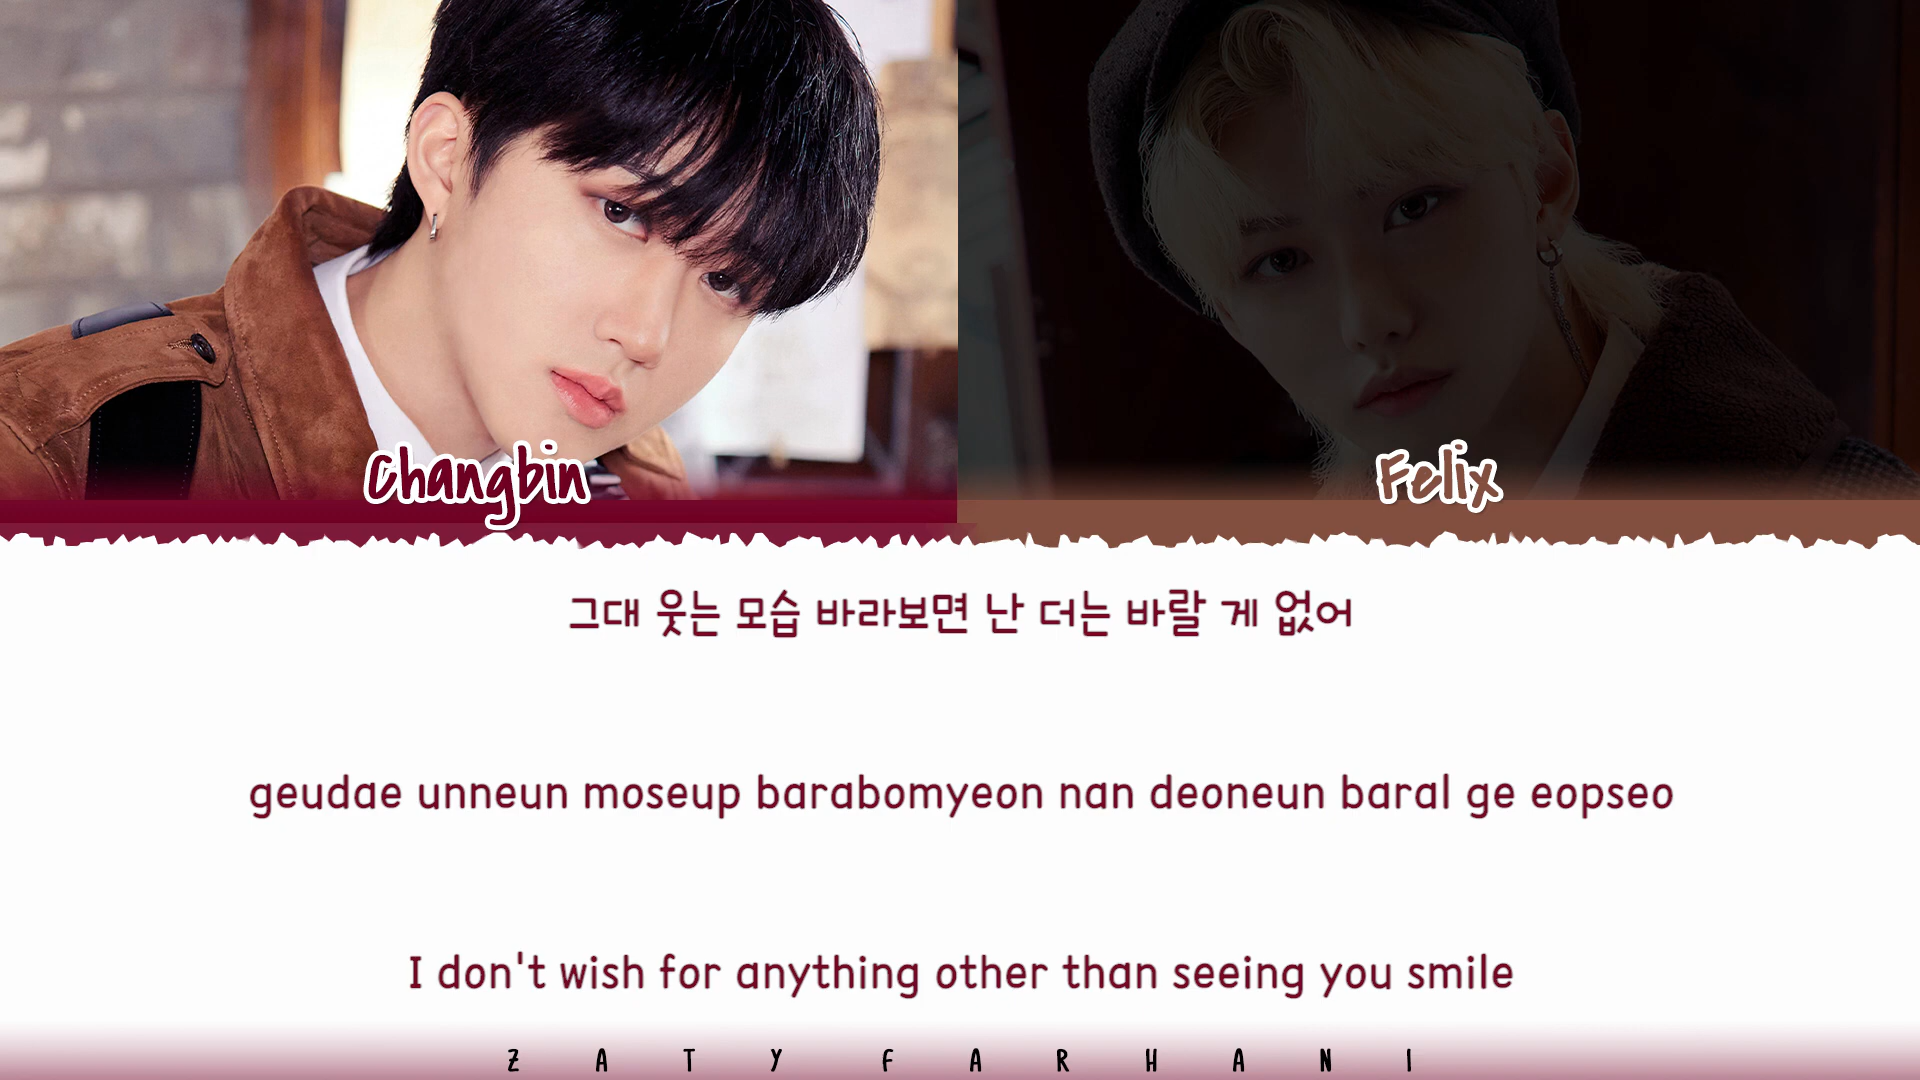 Changbin
Felix
그대 웃는 모습 바라보면 난 더는 바랄 게 없어
geudae unneun moseup barabomyeon nan deoneun baral ge eopseo
I don't wish for anything other than seeing you smile
ZATY FARHANI